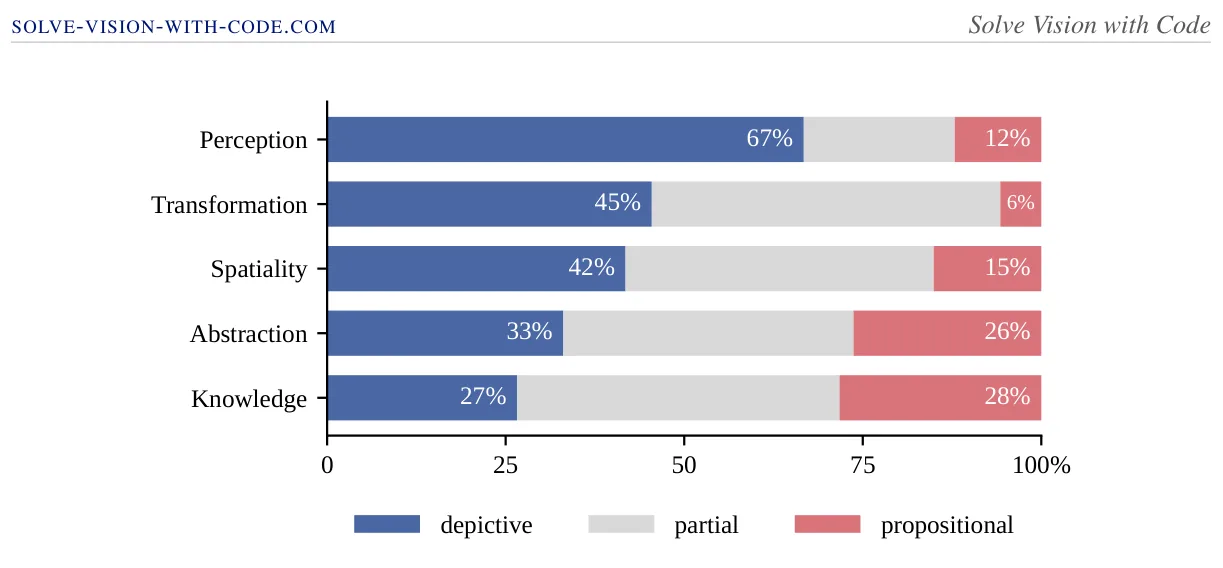 SOLVE-VISION-WITH-CODE.COM
Solve Vision with Code
Perception
67%
12%
Transformation
45%
6%
Spatiality
42%
15%
Abstraction
33%
26%
Knowledge
27%
28%
0 25 50 75 100%
depictive partial propositional